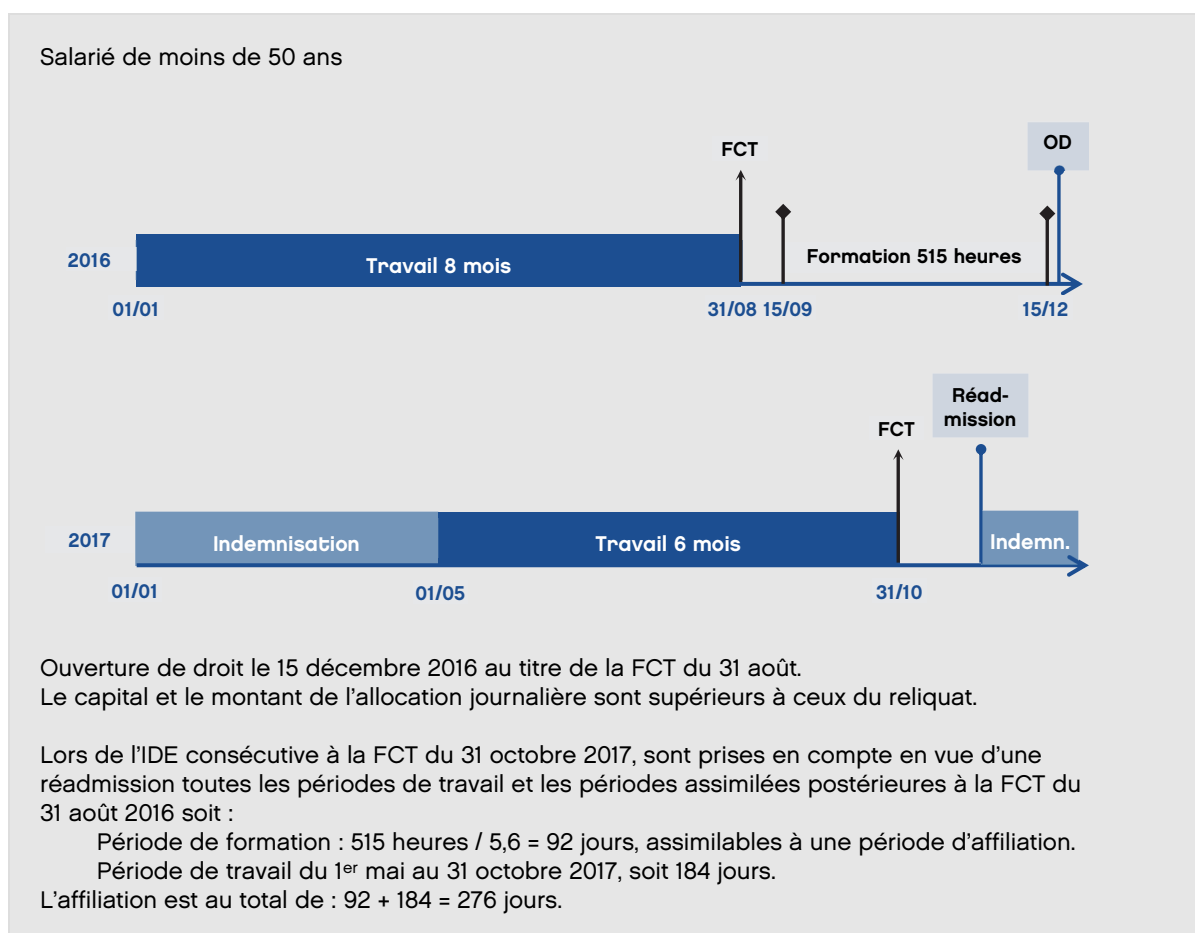 Salarié de moins de 50 ans
FCT
OD
2016
Travail 8 mois
Formation 515 heures
01/01
31/08 15/09
15/12
Réad-
mission
FCT
2017
Indemnisation
Travail 6 mois
Indemn.
01/01
01/05
31/10
Ouverture de droit le 15 décembre 2016 au titre de la FCT du 31 août.
Le capital et le montant de l’allocation journalière sont supérieurs à ceux du reliquat.
Lors de l’IDE consécutive à la FCT du 31 octobre 2017, sont prises en compte en vue d’une
réadmission toutes les périodes de travail et les périodes assimilées postérieures à la FCT du
31 août 2016 soit :
Période de formation : 515 heures / 5,6 = 92 jours, assimilables à une période d’affiliation.
Période de travail du 1er mai au 31 octobre 2017, soit 184 jours.
L’affiliation est au total de : 92 + 184 = 276 jours.